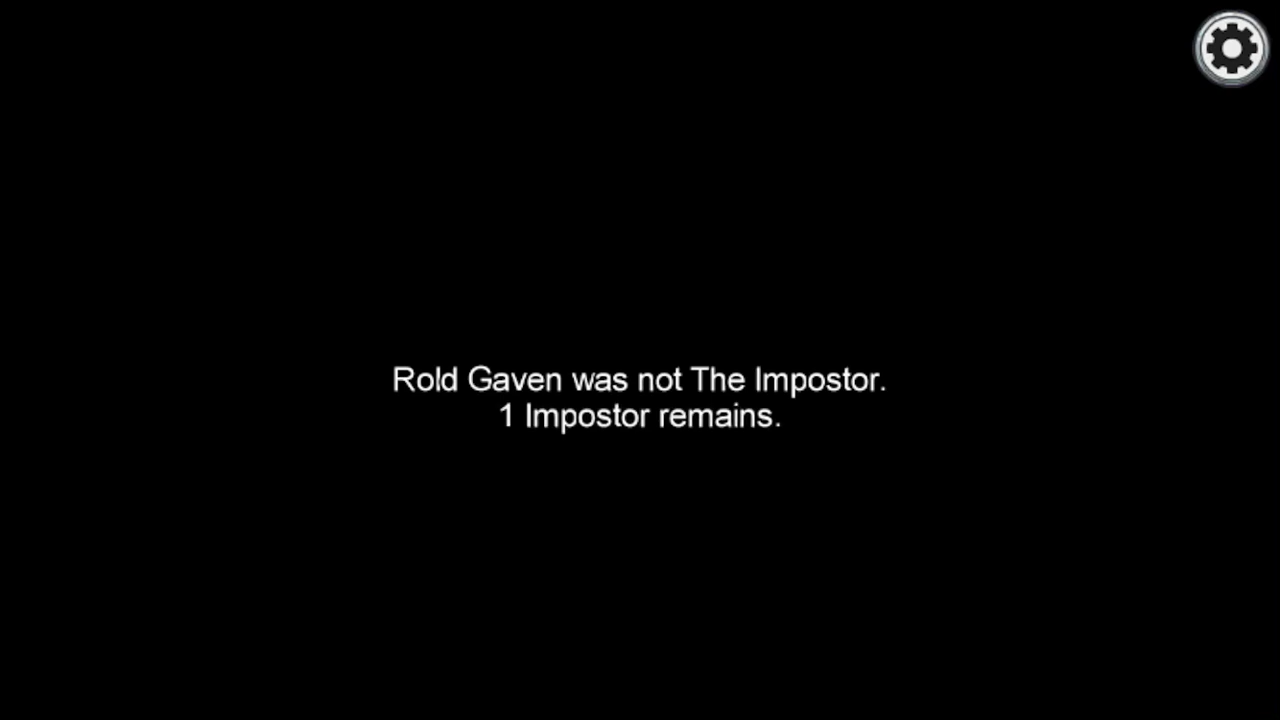 Rold Gaven was not The Impostor.
1 Impostor remains.